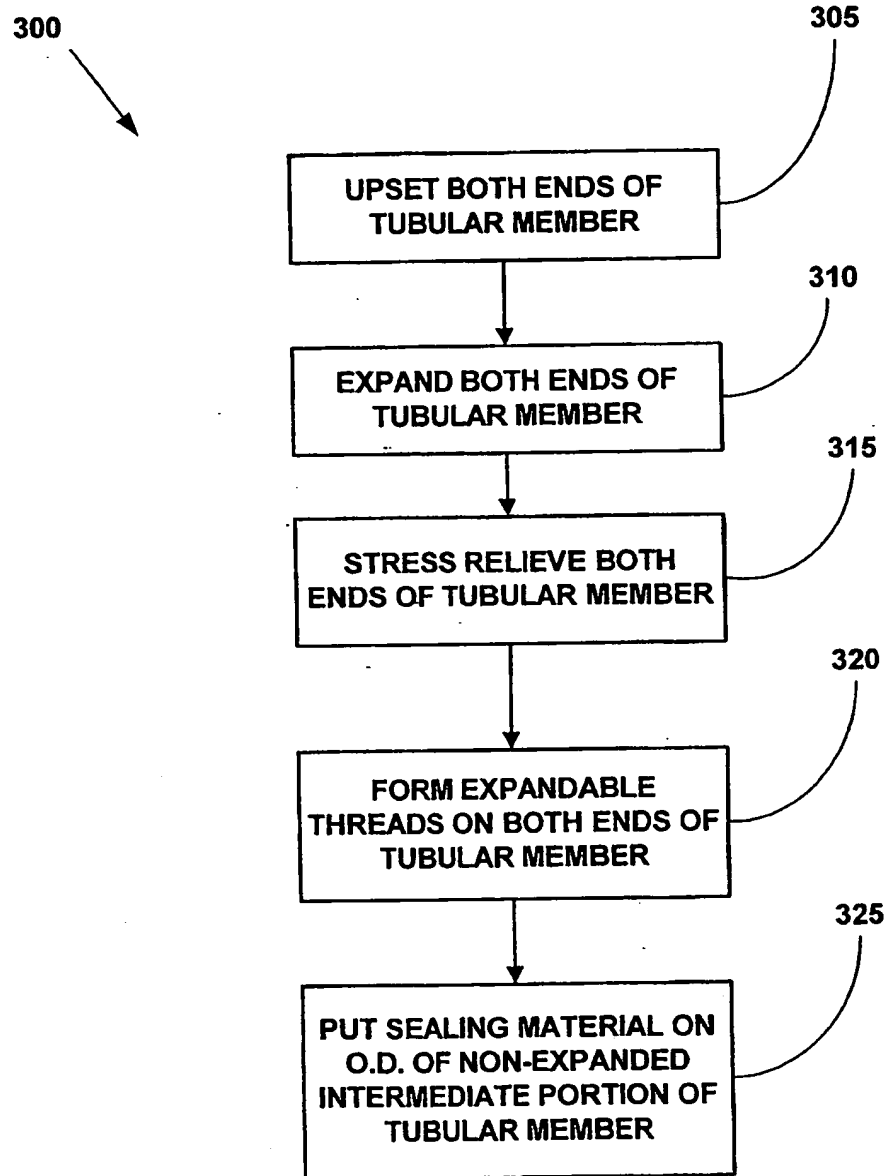 300
305
UPSET BOTH ENDS OF
TUBULAR MEMBER
310
EXPAND BOTH ENDS OF
TUBULAR MEMBER
315
STRESS RELIEVE BOTH
ENDS OF TUBULAR MEMBER
320
FORM EXPANDABLE
THREADS ON BOTH ENDS OF
TUBULAR MEMBER
325
PUT SEALING MATERIAL ON
O.D. OF NON-EXPANDED
INTERMEDIATE PORTION OF
TUBULAR MEMBER